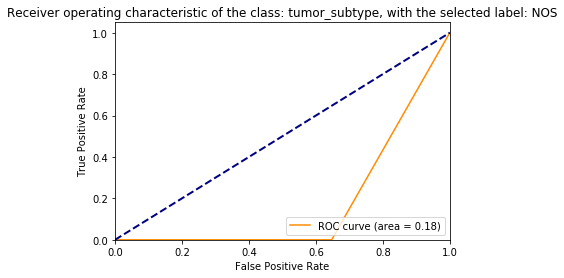 Receiver operating characteristic of the class: tumor_subtype, with the selected label: NOS
True Positive Rate
1.0
0.8
0.6
0.4
0.2
0.0
ROC curve (area = 0.18)
0.0 0.2 0.4 0.6 0.8 1.0
False Positive Rate